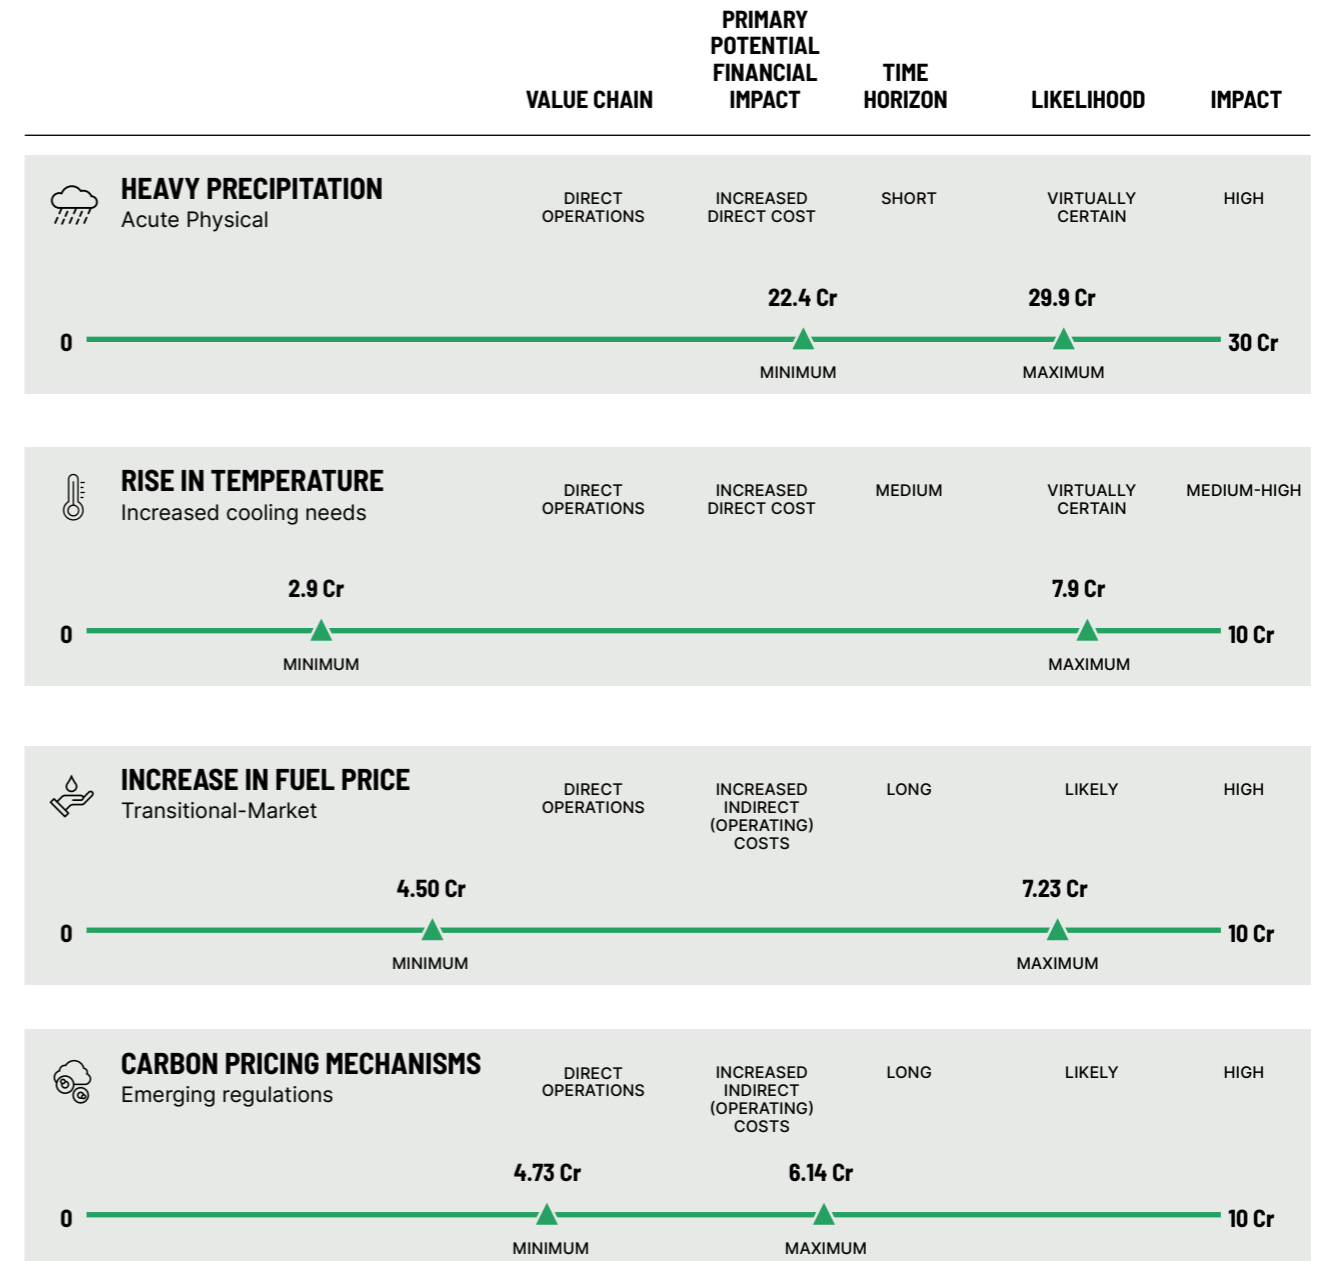 VALUE CHAIN
PRIMARY
POTENTIAL
FINANCIAL
IMPACT
TIME
HORIZON
LIKELIHOOD
IMPACT
HEAVY PRECIPITATION
Acute Physical
DIRECT
OPERATIONS
INCREASED
DIRECT COST
SHORT
VIRTUALLY
CERTAIN
HIGH
22.4 Cr
29.9 Cr
0
30 Cr
MINIMUM
MAXIMUM
RISE IN TEMPERATURE
Increased cooling needs
DIRECT
OPERATIONS
INCREASED
DIRECT COST
MEDIUM
VIRTUALLY
CERTAIN
MEDIUM-HIGH
2.9 Cr
7.9 Cr
0
10 Cr
MINIMUM
MAXIMUM
INCREASE IN FUEL PRICE
Transitional-Market
DIRECT
OPERATIONS
INCREASED
INDIRECT
(OPERATING)
COSTS
LONG
LIKELY
HIGH
4.50 Cr
7.23 Cr
0
10 Cr
MINIMUM
MAXIMUM
CARBON PRICING MECHANISMS
Emerging regulations
DIRECT
OPERATIONS
INCREASED
INDIRECT
(OPERATING)
COSTS
LONG
LIKELY
HIGH
4.73 Cr
6.14 Cr
0
10 Cr
MINIMUM
MAXIMUM